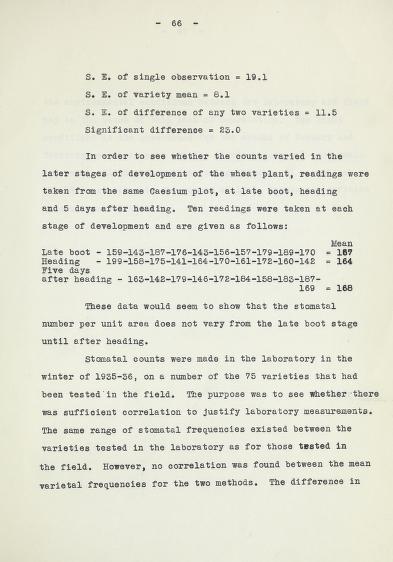 - 66 -
S. E. of single observation = 19.1
S. E. of variety mean = 8.1
S. E. of difference of any two varieties = 11.5
Significant difference = 23.0
In order to see whether the counts varied in the
later stages of development of the wheat plant, readings were
taken from the same Caesium plot, at late boot, heading
and 5 days after heading. Ten readings were taken at each
stage of development and are given as follows:
Mean
Late boot - 159-143-187-176-143-156-157-179-189-170 = 167
Heading - 199-158-175-141-164-170-161-172-160-142 = 164
Five days
after heading - 163-142-179-146-172-184-158-183-187-
169 = 168
These data would seem to show that the stomatal
number per unit area does not vary from the late boot stage
until after heading.
Stomatal counts were made in the laboratory in the
winter of 1935-36, on a number of the 75 varieties that had
been tested in the field. The purpose was to see whether there
was sufficient correlation to justify laboratory measurements.
The same range of stomatal frequencies existed between the
varieties tested in the laboratory as for those tested in
the field. However, no correlation was found between the mean
varietal frequencies for the two methods. The difference in